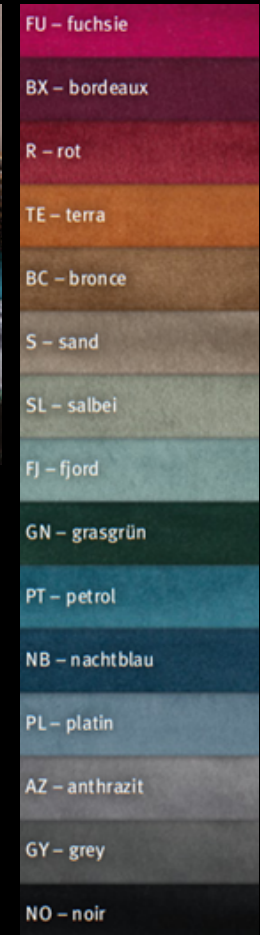 FU – fuchsie
BX – bordeaux
R – rot
TE – terra
BC – bronce
S – sand
SL – salbei
FJ – fjord
GN – grasgrün
PT – petrol
NB – nachtblau
PL – platin
AZ – anthrazit
GY – grey
NO – noir